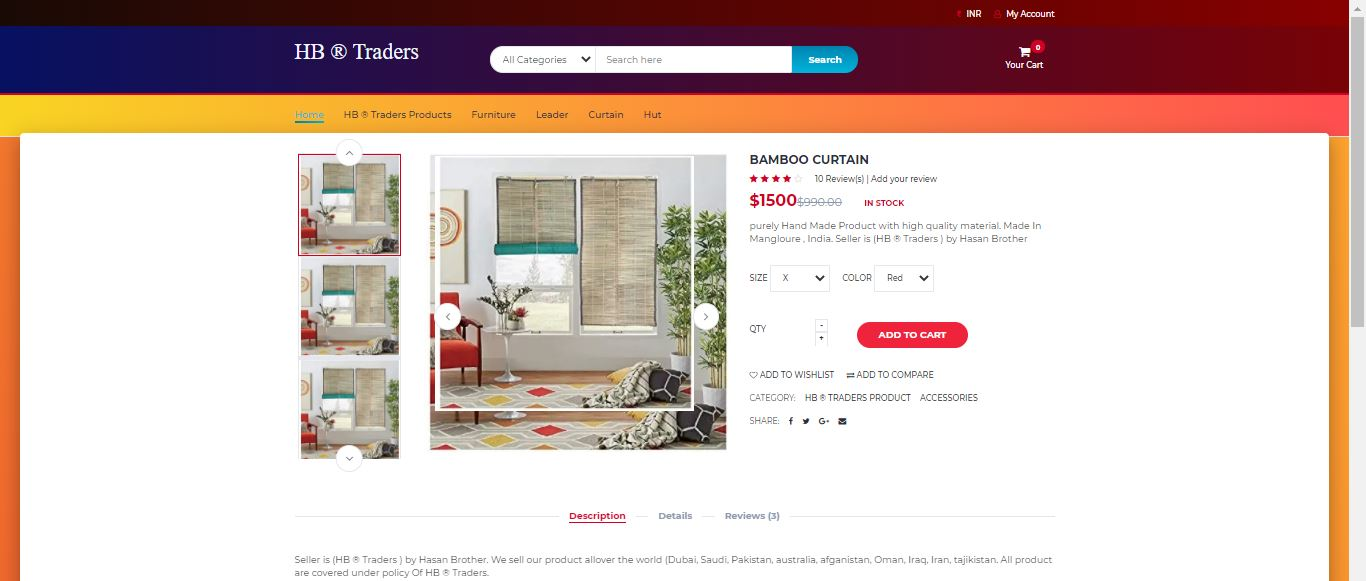 INR My Account
HB ® Traders
All Categories Search here Search
0
Your Cart
Home HB ® Traders Products Furniture Leader Curtain Hut
BAMBOO CURTAIN
10 Review(s) | Add your review
$1500 $990.00 IN STOCK
purely Hand Made Product with high quality material. Made In
Mangloure , India. Seller is (HB ® Traders ) by Hasan Brother
SIZE X COLOR Red
QTY - + ADD TO CART
ADD TO WISHLIST ADD TO COMPARE
CATEGORY: HB ® TRADERS PRODUCT ACCESSORIES
SHARE:
Description Details Reviews (3)
Seller is (HB ® Traders ) by Hasan Brother. We sell our product allover the world (Dubai, Saudi, Pakistan, australia, afganistan, Oman, Iraq, Iran, tajikistan. All product
are covered under policy Of HB ® Traders.